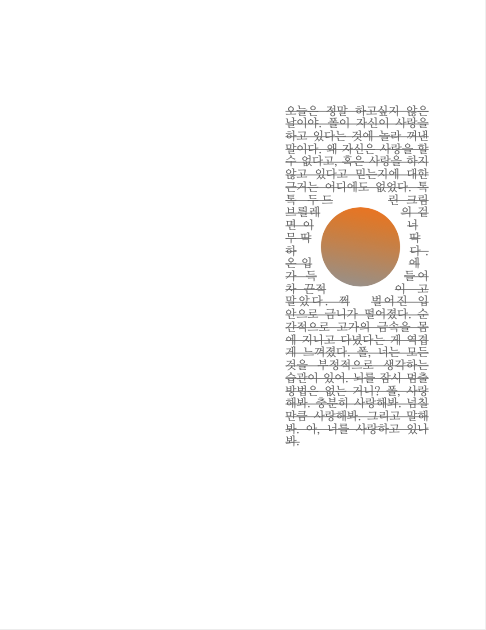 오늘은 정말 하고싶지 않은
날이야. 폴이 자신이 사랑을
하고 있다는 것에 놀라 꺼낸
말이다. 왜 자신은 사랑을 할
수 없다고, 혹은 사랑을 하지
않고 있다고 믿는지에 대한
근거는 어디에도 없었다. 톡
톡 두드린 크림
브륄레의 겉
면이 너
무 딱딱
하다.
은 입에
가득 들어
차 끈적이고
말았다. 쩍 벌어진 입
안으로 금니가 떨어졌다. 순
간적으로 고가의 금속을 몸
에 지니고 다녔다는 게 역겹
게 느껴졌다. 폴, 너는 모든
것을 부정적으로 생각하는
습관이 있어. 뇌를 잠시 멈출
방법은 없는 거니? 폴, 사랑
해봐. 충분히 사랑해봐. 넘칠
만큼 사랑해봐. 그리고 말해
봐. 아, 너를 사랑하고 있나
봐.